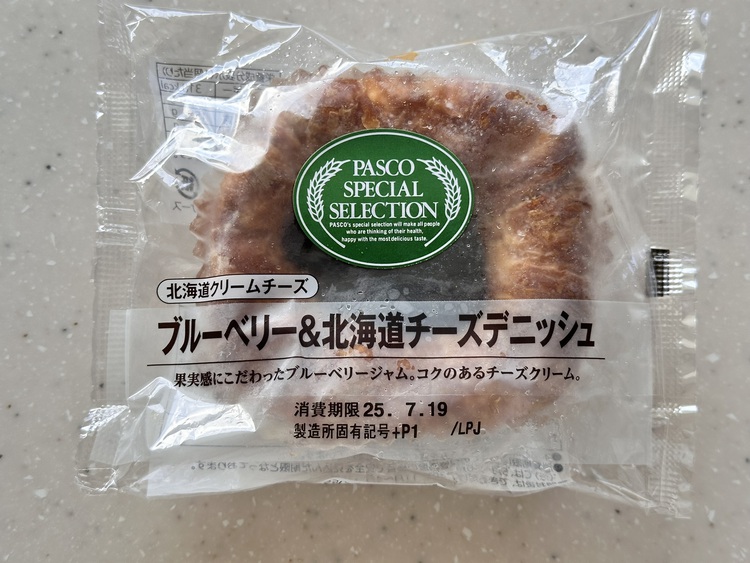 PASCO
SPECIAL
SELECTION
PASCO's special selection will make all people
who are thinking of their health,
happy with the most delicious taste.
北海道クリームチーズ
ブルーベリー&北海道チーズデニッシュ
果実感にこだわったブルーベリージャム。コクのあるチーズクリーム。
消費期限 25. 7.19
製造所固有記号+P1 /LPJ